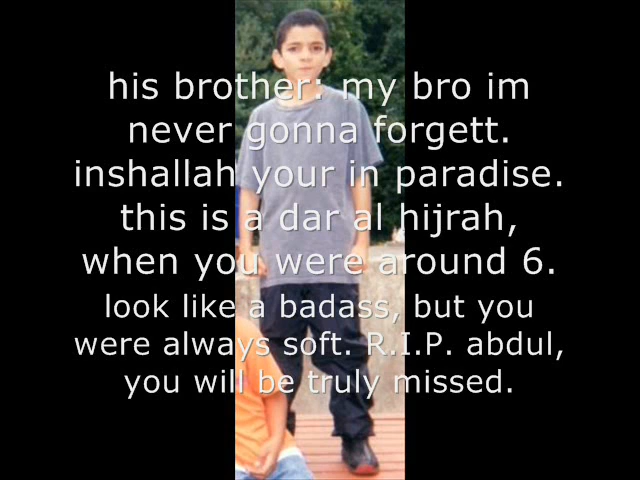 his brother: my bro im
never gonna forgett.
inshallah your in paradise.
this is a dar al hijrah,
when you were around 6.
look like a badass, but you
were always soft. R.I.P. abdul,
you will be truly missed.